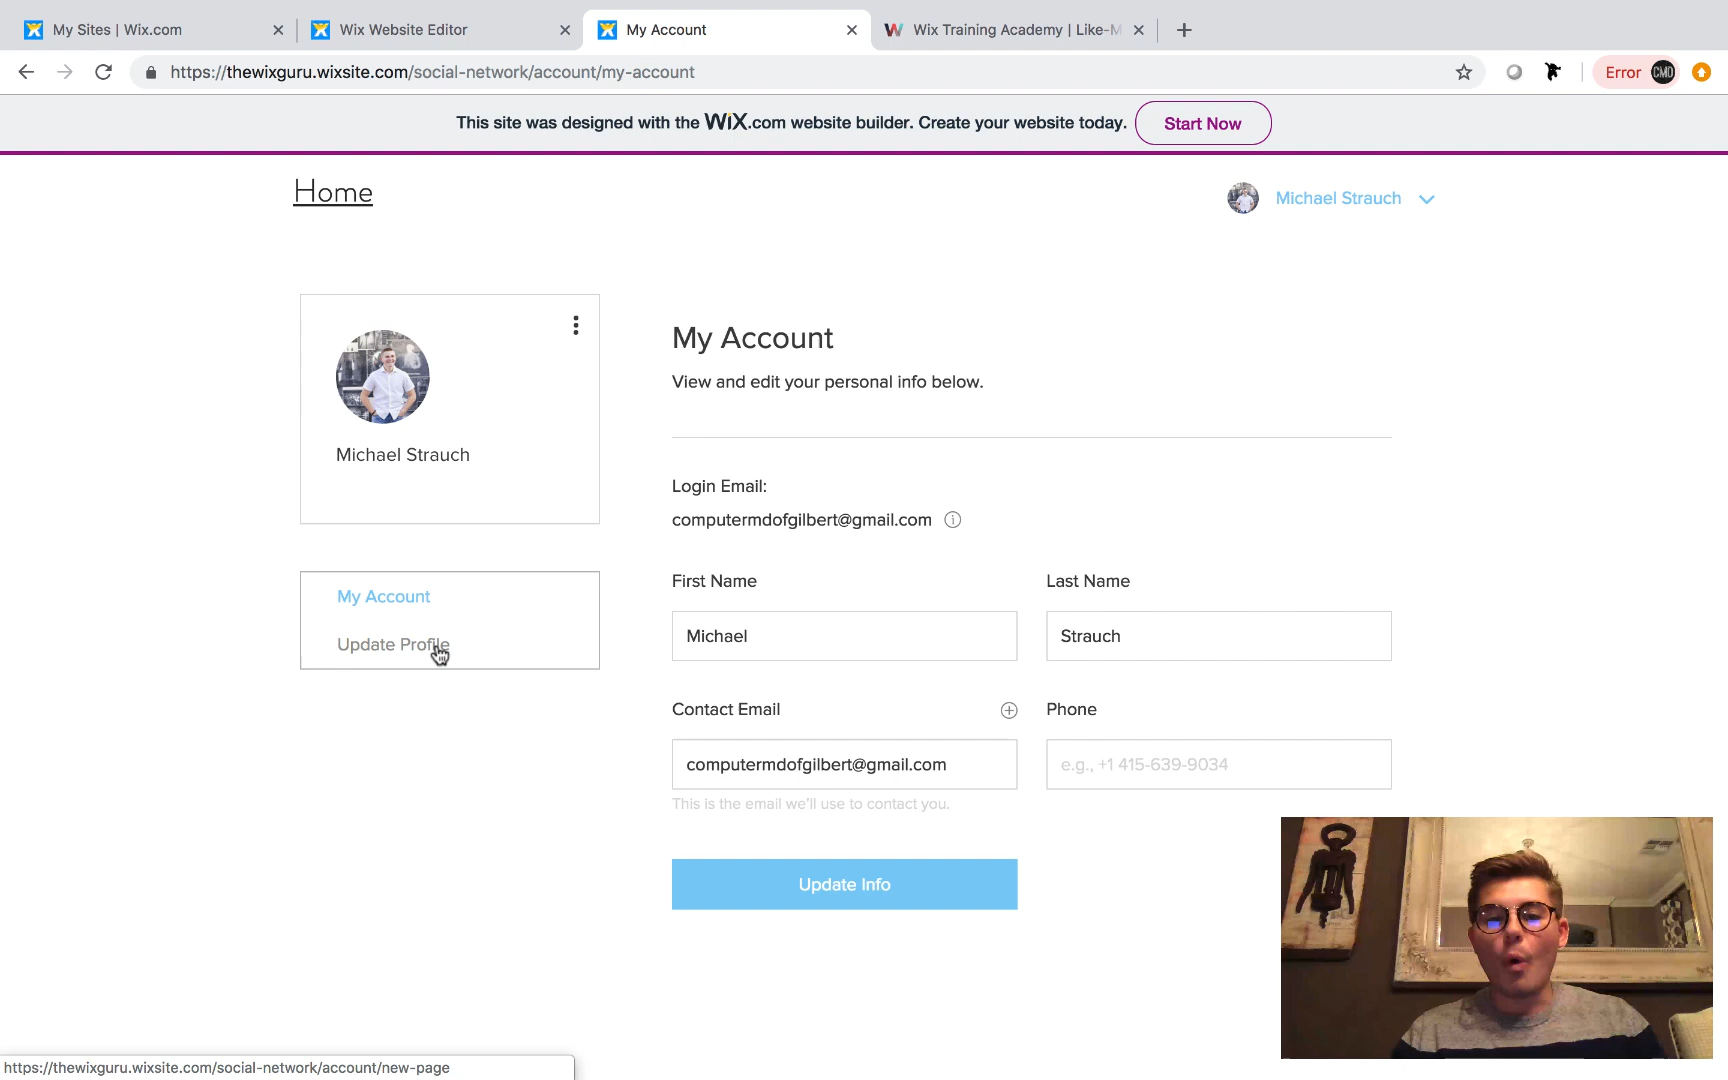 My Sites | Wix.com
Wix Website Editor
My Account
Wix Training Academy | Like-M
https://thewixguru.wixsite.com/social-network/account/my-account
Error
CMD
This site was designed with the WiX.com website builder. Create your website today.
Start Now
Home
Michael Strauch
Michael Strauch
My Account
View and edit your personal info below.
Login Email:
computermdofgilbert@gmail.com
My Account
Update Profile
First Name
Last Name
Michael
Strauch
Contact Email
Phone
computermdofgilbert@gmail.com
e.g., +1 415-639-9034
This is the email we'll use to contact you.
Update Info
https://thewixguru.wixsite.com/social-network/account/new-page